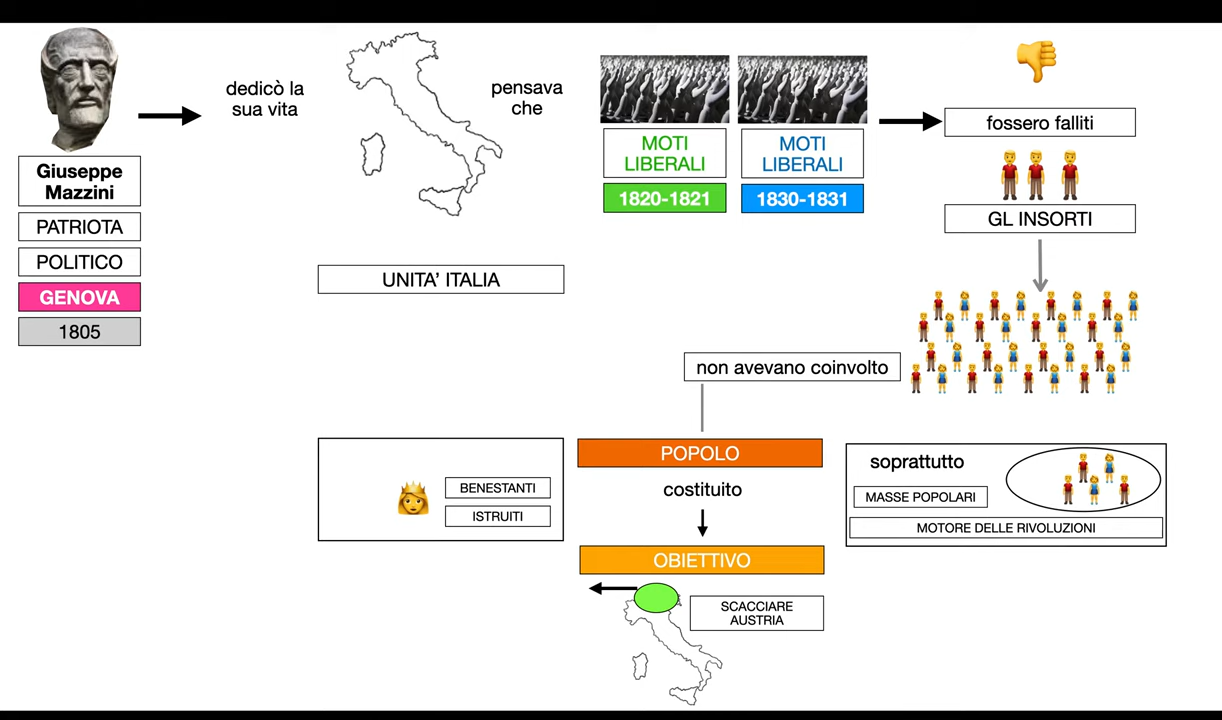 Giuseppe
Mazzini
PATRIOTA
POLITICO
GENOVA
1805
dedicò la
sua vita
pensava
che
MOTI
LIBERALI
1820-1821
MOTI
LIBERALI
1830-1831
fossero falliti
GL INSORTI
UNITA' ITALIA
non avevano coinvolto
POPOLO
costituito
BENESTANTI
ISTRUITI
soprattutto
MASSE POPOLARI
MOTORE DELLE RIVOLUZIONI
OBIETTIVO
SCACCIARE
AUSTRIA